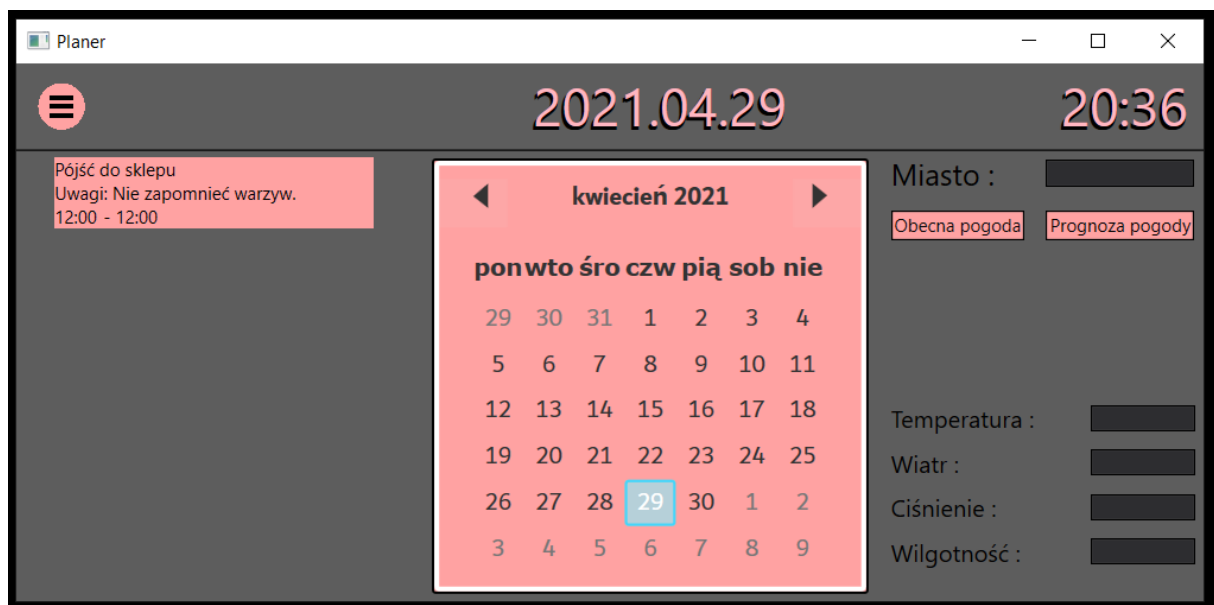 Planer
2021.04.29
20:36
Pójść do sklepu
Uwagi: Nie zapomnieć warzyw.
12:00 - 12:00
kwiecień 2021
pon wto śro czw pią sob nie
29 30 31 1 2 3 4
5 6 7 8 9 10 11
12 13 14 15 16 17 18
19 20 21 22 23 24 25
26 27 28 29 30 1 2
3 4 5 6 7 8 9
Miasto :
Obecna pogoda
Prognoza pogody
Temperatura :
Wiatr :
Ciśnienie :
Wilgotność :